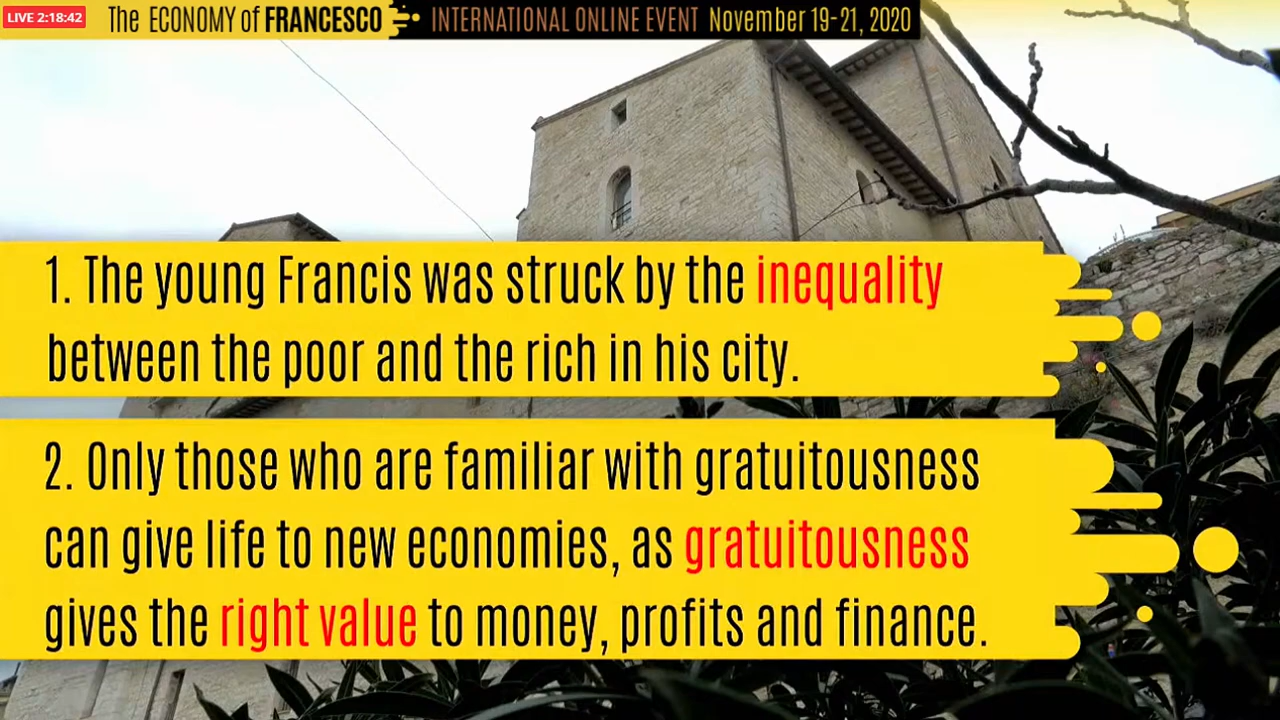 LIVE 2:18:42
The ECONOMY of FRANCESCO INTERNATIONAL ONLINE EVENT November 19-21, 2020
1. The young Francis was struck by the inequality
between the poor and the rich in his city.
2. Only those who are familiar with gratuitousness
can give life to new economies, as gratuitousness
gives the right value to money, profits and finance.